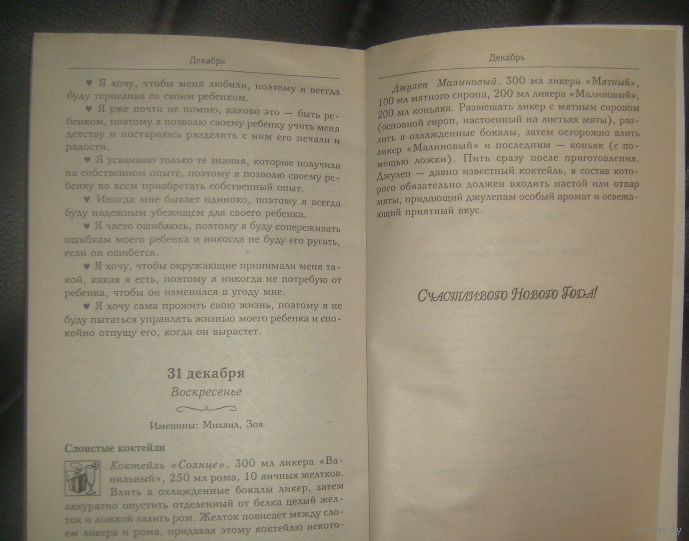 Декабрь
♥ Я хочу, чтобы меня любили, поэтому я всегда
буду терпелива со своим ребенком.
♥ Я уже почти не помню, каково это — быть ре-
бенком, поэтому я позволю своему ребенку учить меня
детству и постараюсь разделить с ним его печали и
радости.
♥ Я усваиваю только те знания, которые получила
на собственном опыте, поэтому я позволю своему ре-
бенку во всем приобретать собственный опыт.
♥ Иногда мне бывает одиноко, поэтому я всегда
буду надежным убежищем для своего ребенка.
♥ Я часто ошибаюсь, поэтому я буду сопереживать
ошибкам моего ребенка и никогда не буду его ругать,
если он ошибется.
♥ Я хочу, чтобы окружающие принимали меня та-
кой, какая я есть, поэтому я никогда не потребую от
ребенка, чтобы он изменился в угоду мне.
♥ Я хочу сама прожить свою жизнь, поэтому я не
буду пытаться управлять жизнью моего ребенка и спо-
койно отпущу его, когда он вырастет.
31 декабря
Воскресенье
Именины: Михаил, Зоя
Слоистые коктейли
Коктейль «Солнце». 300 мл ликера «Ва-
нильный», 250 мл рома, 10 яичных желтков.
Влить в охлажденные бокалы ликер, затем
аккуратно опустить отделенный от белка целый жел-
ток и ложкой залить ром. Желток повисает между сло-
ем ликера и рома, придавая этому коктейлю некото-
Декабрь
Джулеп Малиновый. 300 мл ликера «Мятный»,
100 мл мятного сиропа, 200 мл ликера «Малиновый»,
200 мл коньяка. Размешать ликер с мятным сиропом
(основной сироп, настоенный на листьях мяты), раз-
лить в охлажденные бокалы, затем осторожно влить
ликер «Малиновый» и последним — коньяк (с по-
мощью ложки). Пить сразу после приготовления.
Джулеп — давно известный коктейль, в состав кото-
рого обязательно должен входить настой или отвар
мяты, придающий джулепам особый аромат и освежа-
ющий приятный вкус.
Счастливого Нового Года!